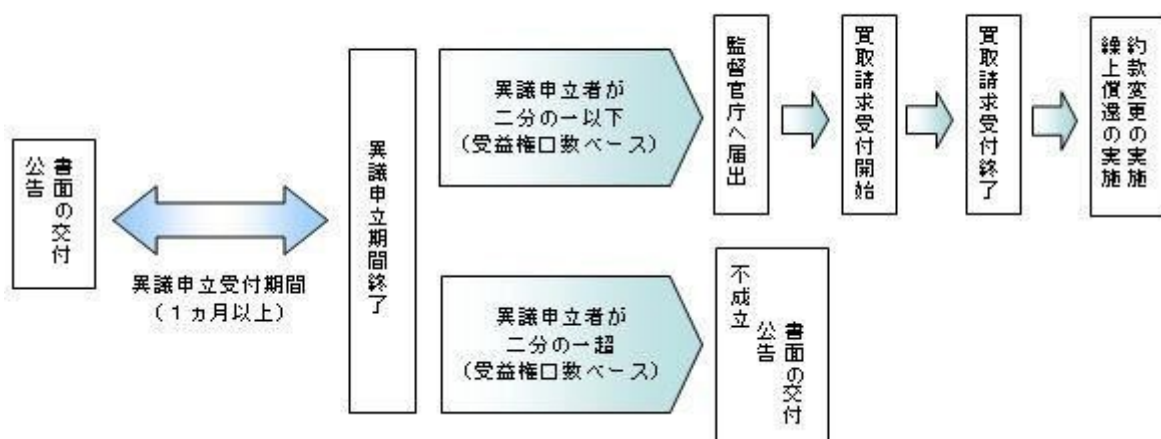 書面の交付
公告
異議申立受付期間
(1ヵ月以上)
異議申立期間終了
異議申立者が
二分の一以下
(受益権口数ベース)
監督官庁へ届出
買取請求受付開始
買取請求受付終了
約款変更の実施
繰上償還の実施
異議申立者が
二分の一超
(受益権口数ベース)
不成立
書面の交付
公告